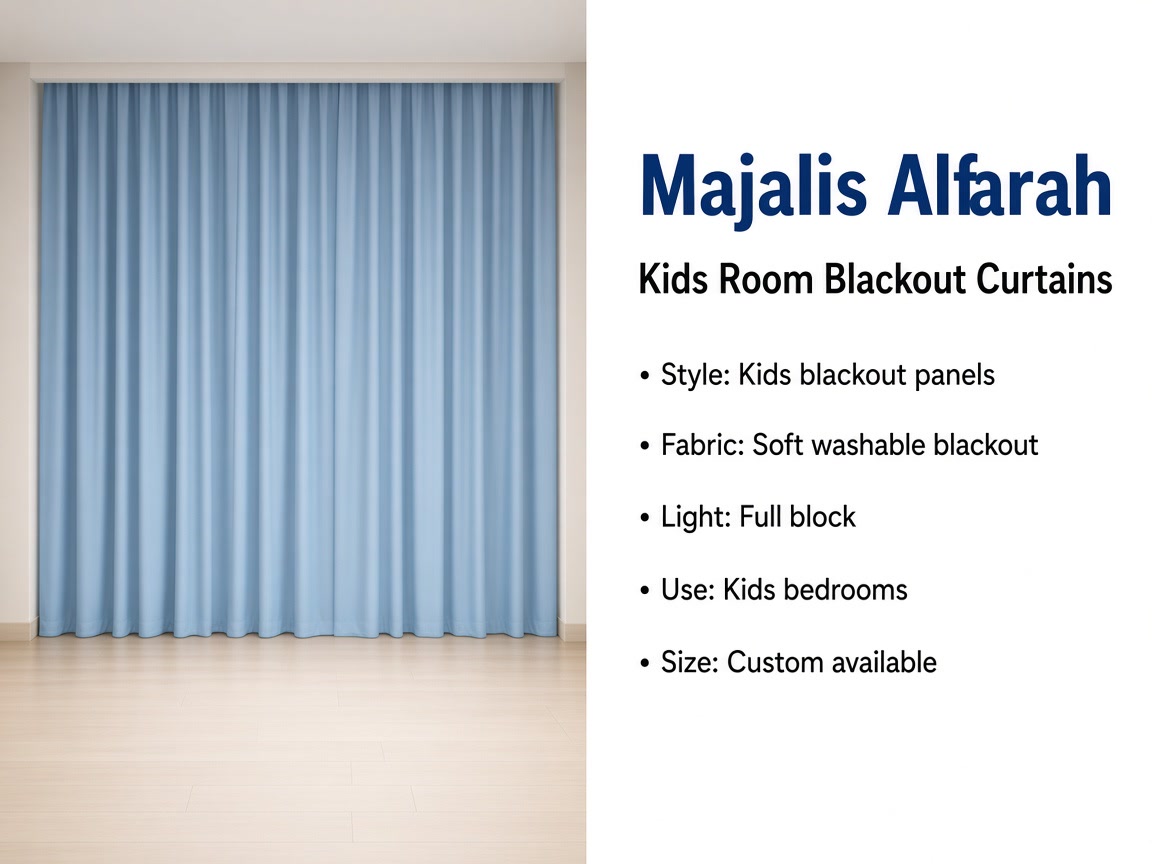 Majalis Alfarah
Kids Room Blackout Curtains
• Style: Kids blackout panels
• Fabric: Soft washable blackout
• Light: Full block
• Use: Kids bedrooms
• Size: Custom available